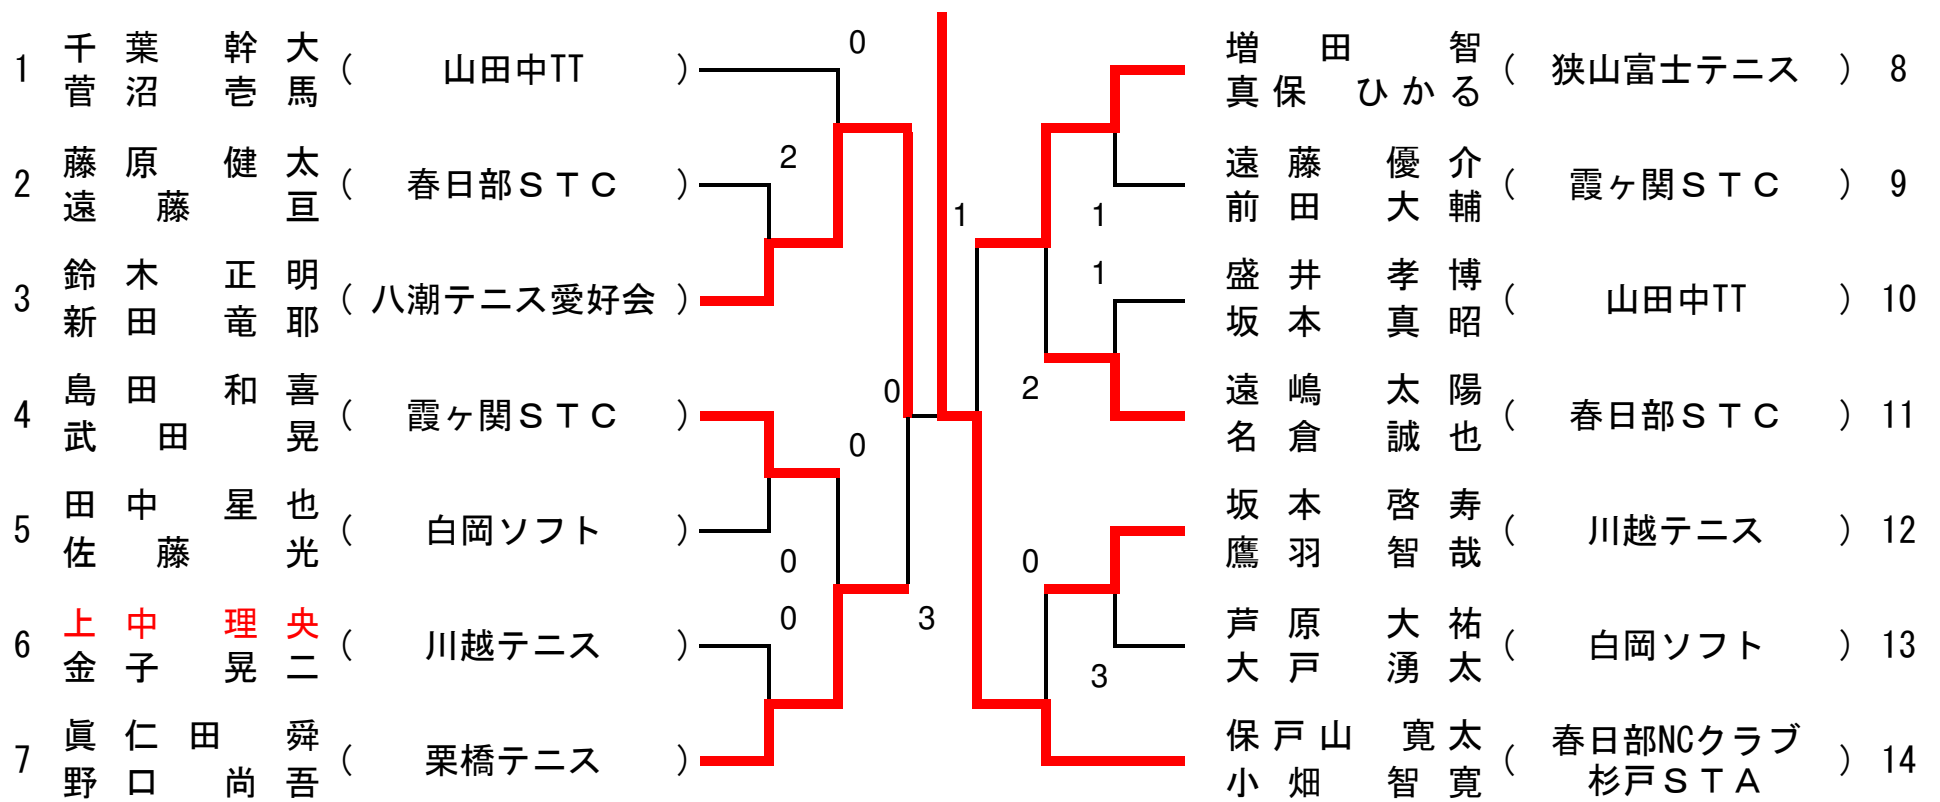 1 千葉 幹大 菅沼 壱馬 ( 山田中TT )
2 藤原 健太 遠藤 亘 ( 春日部ＳＴＣ )
3 鈴木 正明 新田 竜耶 ( 八潮テニス愛好会 )
4 島田 和喜 武田 晃 ( 霞ヶ関ＳＴＣ )
5 田中 星也 佐藤 光 ( 白岡ソフト )
6 上中 理央 金子 晃二 ( 川越テニス )
7 眞仁田 舜 野口 尚吾 ( 栗橋テニス )
0
2
0
0
0
0
3
1
1
1
2
0
3
増田 智 真保 ひかる ( 狭山富士テニス ) 8
遠藤 優介 前田 大輔 ( 霞ヶ関ＳＴＣ ) 9
盛井 孝博 坂本 真昭 ( 山田中TT ) 10
遠嶋 太陽 名倉 誠也 ( 春日部ＳＴＣ ) 11
坂本 啓寿 鷹羽 智哉 ( 川越テニス ) 12
芦原 大祐 大戸 湧太 ( 白岡ソフト ) 13
保戸山 寛太 小畑 智寛 ( 春日部NCクラブ 杉戸ＳＴＡ ) 14